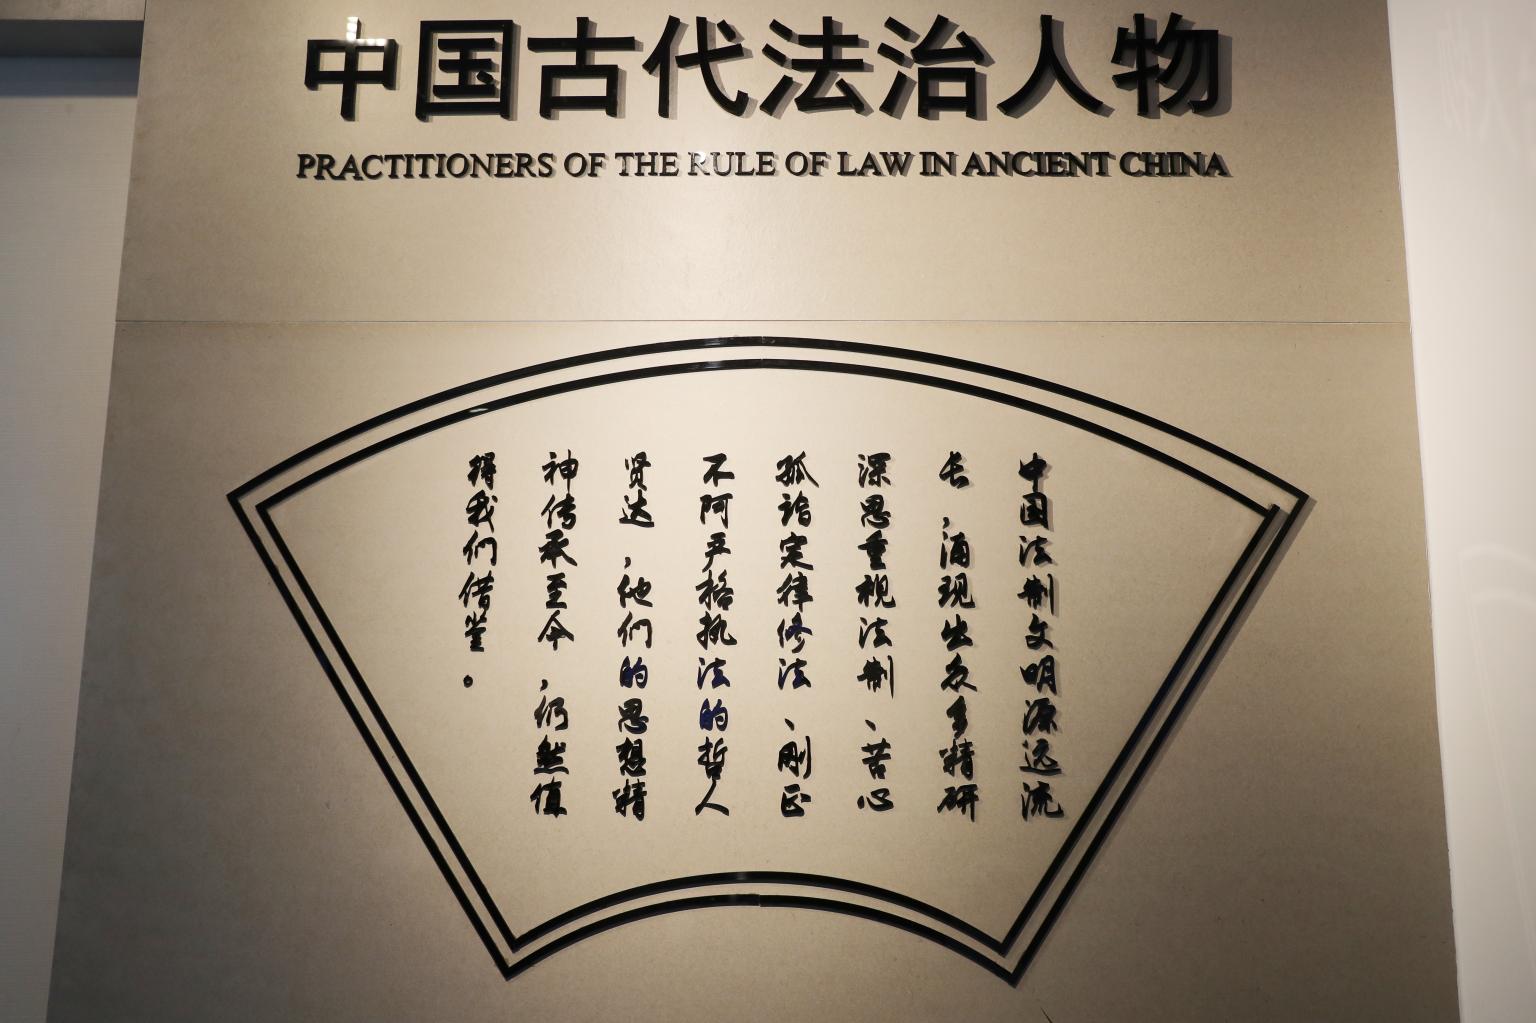 中国古代法治人物
PRACTITIONERS OF THE RULE OF LAW IN ANCIENT CHINA
中国法制文明源远流
长，涌现出众多精研
深思重视法制、苦心
孤诣定律修法、刚正
不阿严格执法的哲人
贤达，他们的思想精
神传承至今，仍然值
得我们借鉴。